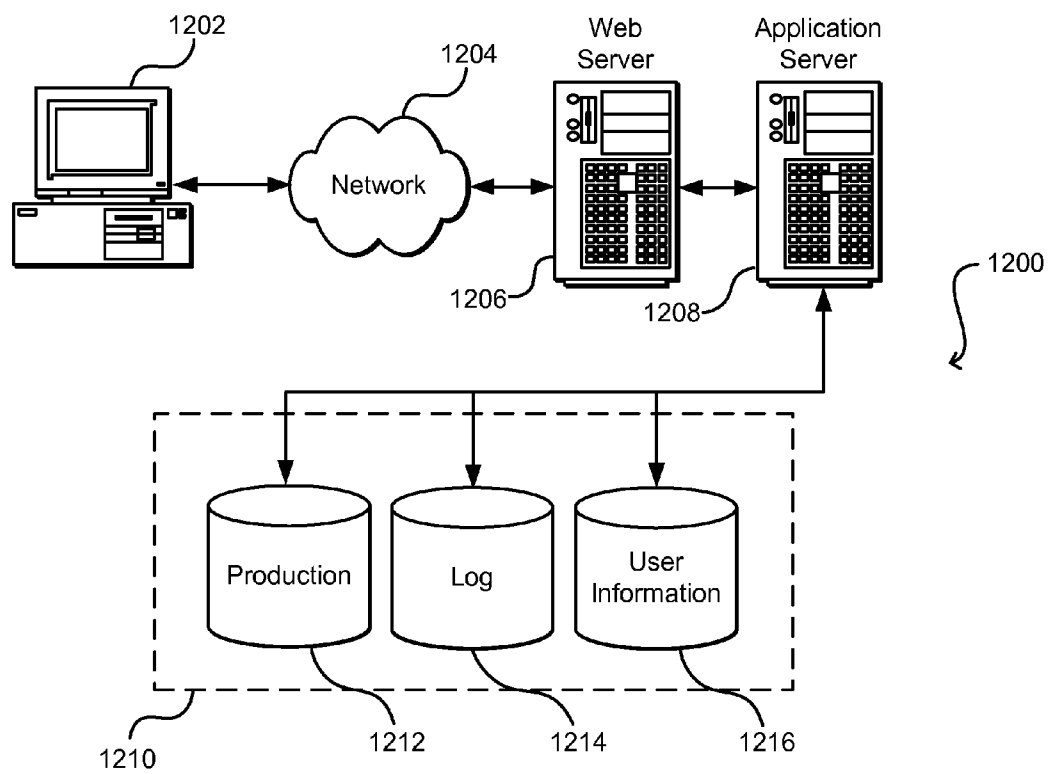 1202
1204
Web
Server
Application
Server
Network
1206
1208
1200
Production
Log
User
Information
1210
1212
1214
1216